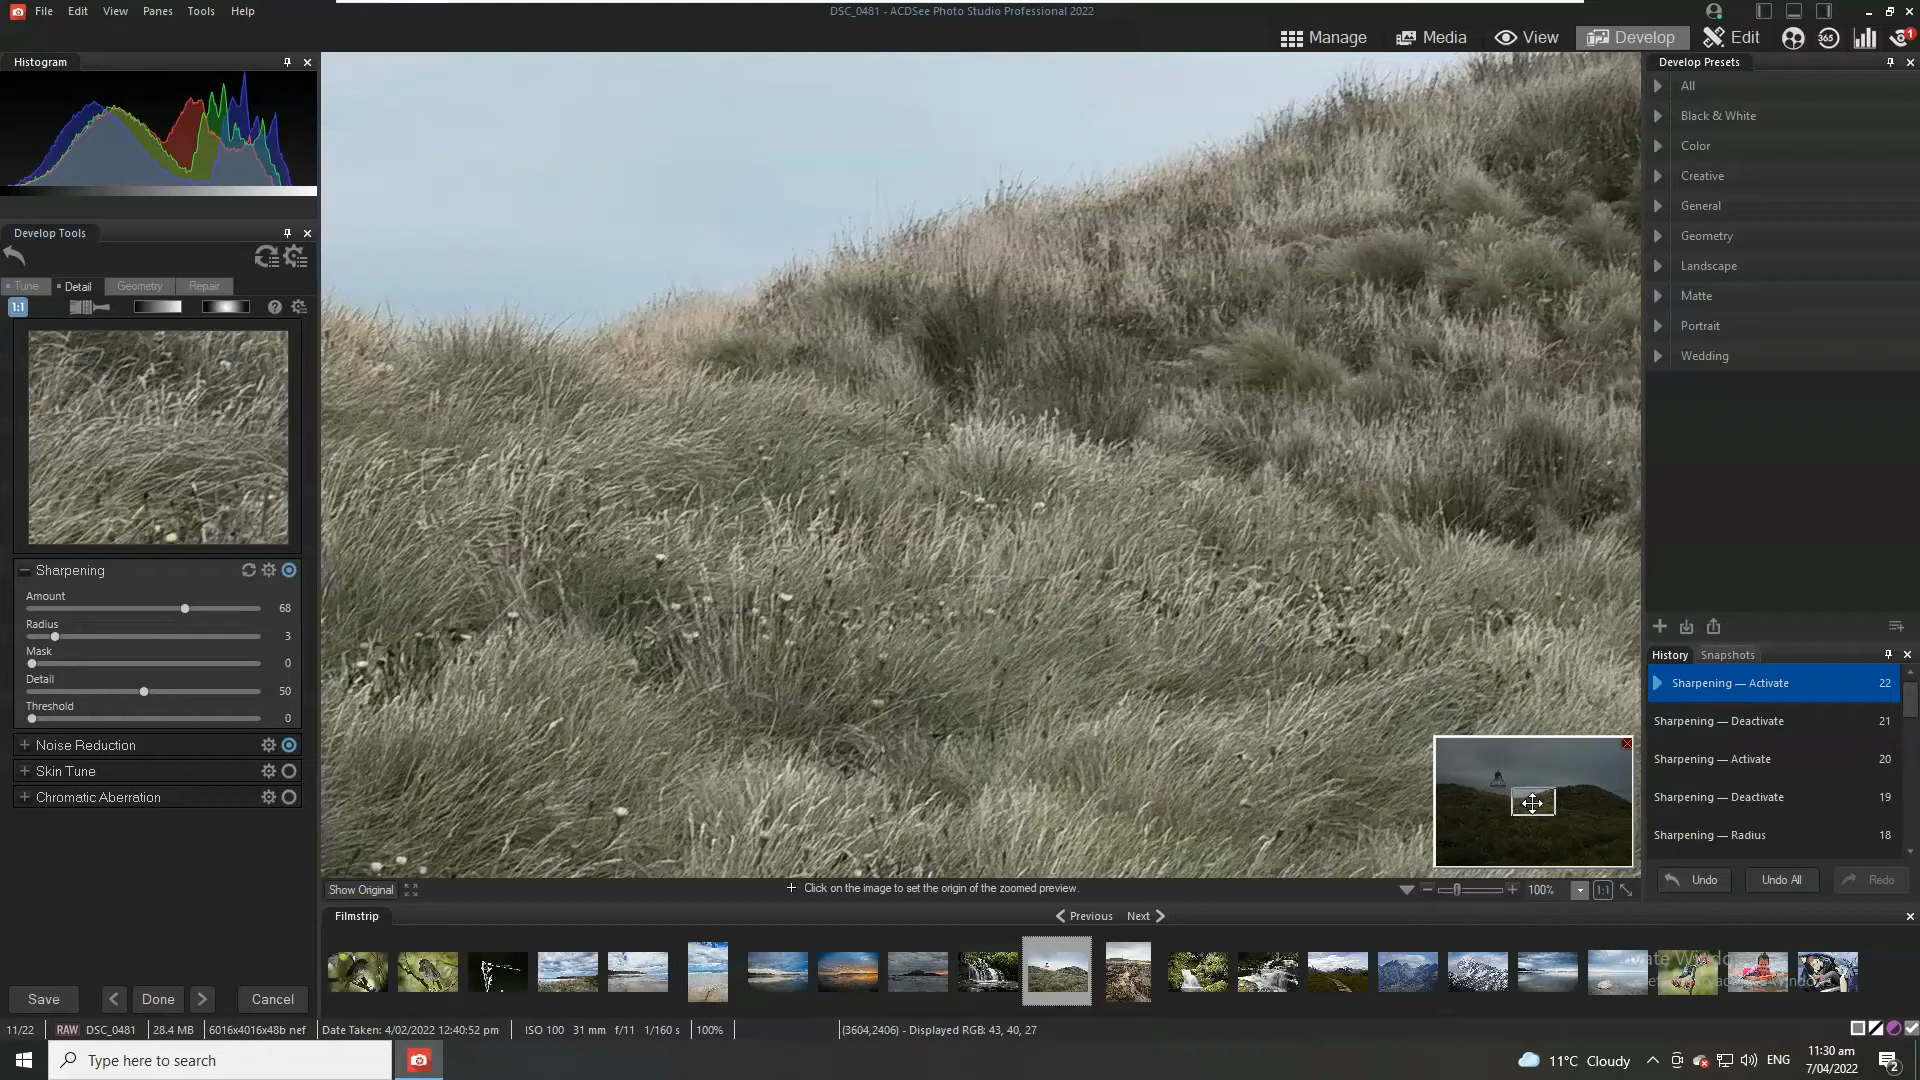 File Edit View Panes Tools Help
DSC_0481 - ACDSee Photo Studio Professional 2022
Manage Media View Develop Edit 365 1
Histogram
Develop Tools
Tune Detail Geometry Repair
1:1
Sharpening
Amount 68
Radius 3
Mask 0
Detail 50
Threshold 0
Noise Reduction
Skin Tune
Chromatic Aberration
Save Done Cancel
Show Original
Click on the image to set the origin of the zoomed preview.
100% 1:1
Filmstrip
Previous Next
Develop Presets
All
Black & White
Color
Creative
General
Geometry
Landscape
Matte
Portrait
Wedding
History Snapshots
Sharpening — Activate 22
Sharpening — Deactivate 21
Sharpening — Activate 20
Sharpening — Deactivate 19
Sharpening — Radius 18
Undo Undo All Redo
11/22 RAW DSC_0481 28.4 MB 6016x4016x48b nef Date Taken: 4/02/2022 12:40:52 pm ISO 100 31 mm f/11 1/160 s 100% (3604,2406) - Displayed RGB: 43, 40, 27
Type here to search
11°C Cloudy ENG
11:30 am
7/04/2022
2